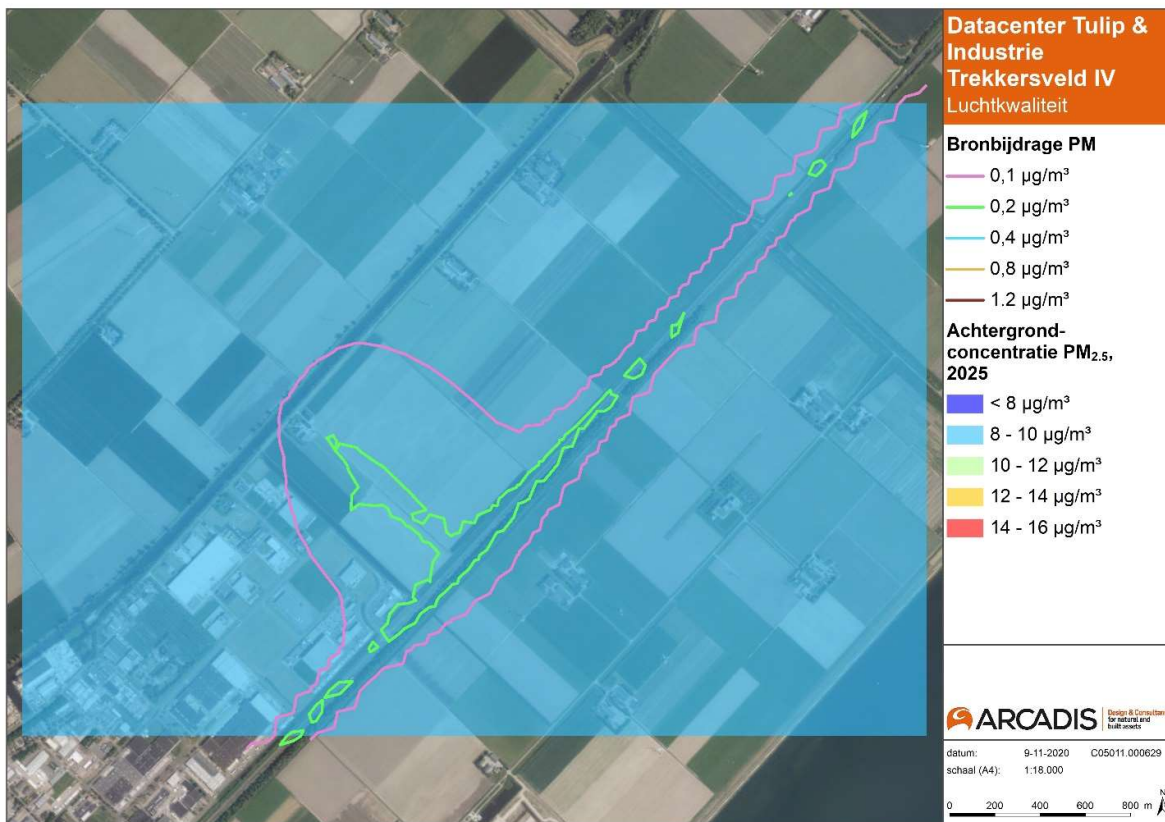 Datacenter Tulip &
Industrie
Trekkersveld IV
Luchtkwaliteit
Bronbijdrage PM
0,1 µg/m³
0,2 µg/m³
0,4 µg/m³
0,8 µg/m³
1.2 µg/m³
Achtergrond-
concentratie PM₂.₅,
2025
< 8 µg/m³
8 - 10 µg/m³
10 - 12 µg/m³
12 - 14 µg/m³
14 - 16 µg/m³
ARCADIS
Design & Consultan
for natural and
built assets
datum: 9-11-2020 C05011.000629
schaal (A4): 1:18.000
0 200 400 600 800 m
N